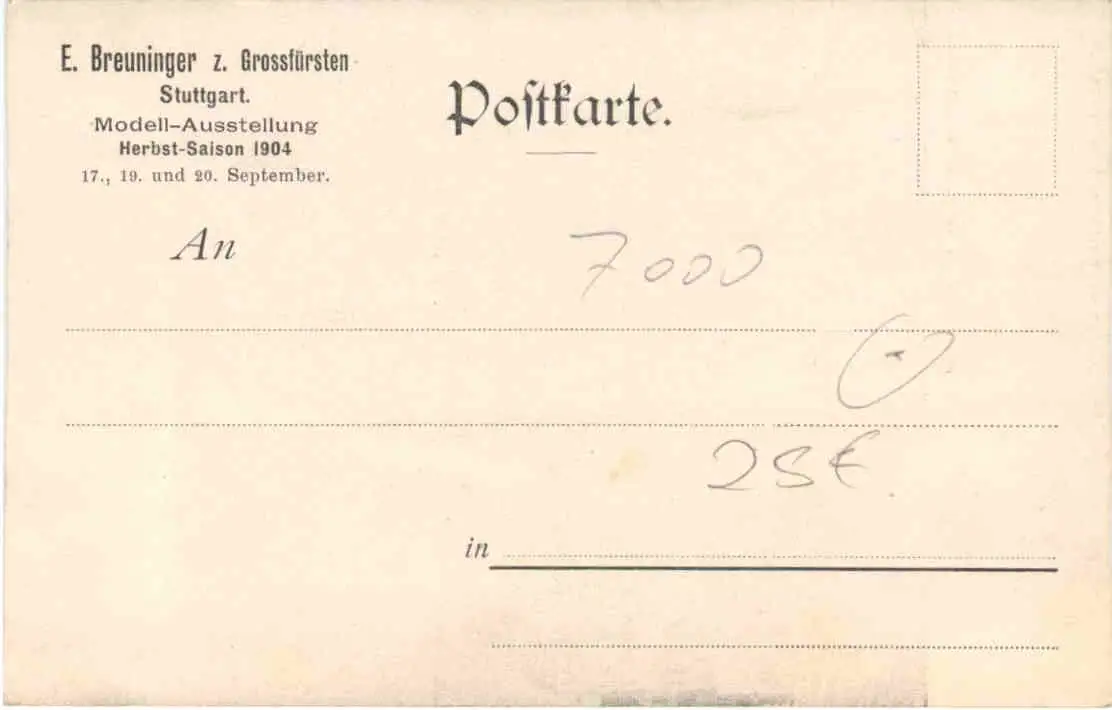 E. Breuninger z. Grossfürsten
Stuttgart.
Modell-Ausstellung
Herbst-Saison 1904
17., 19. und 20. September.
Poſtkarte.
An
7000
25€
in